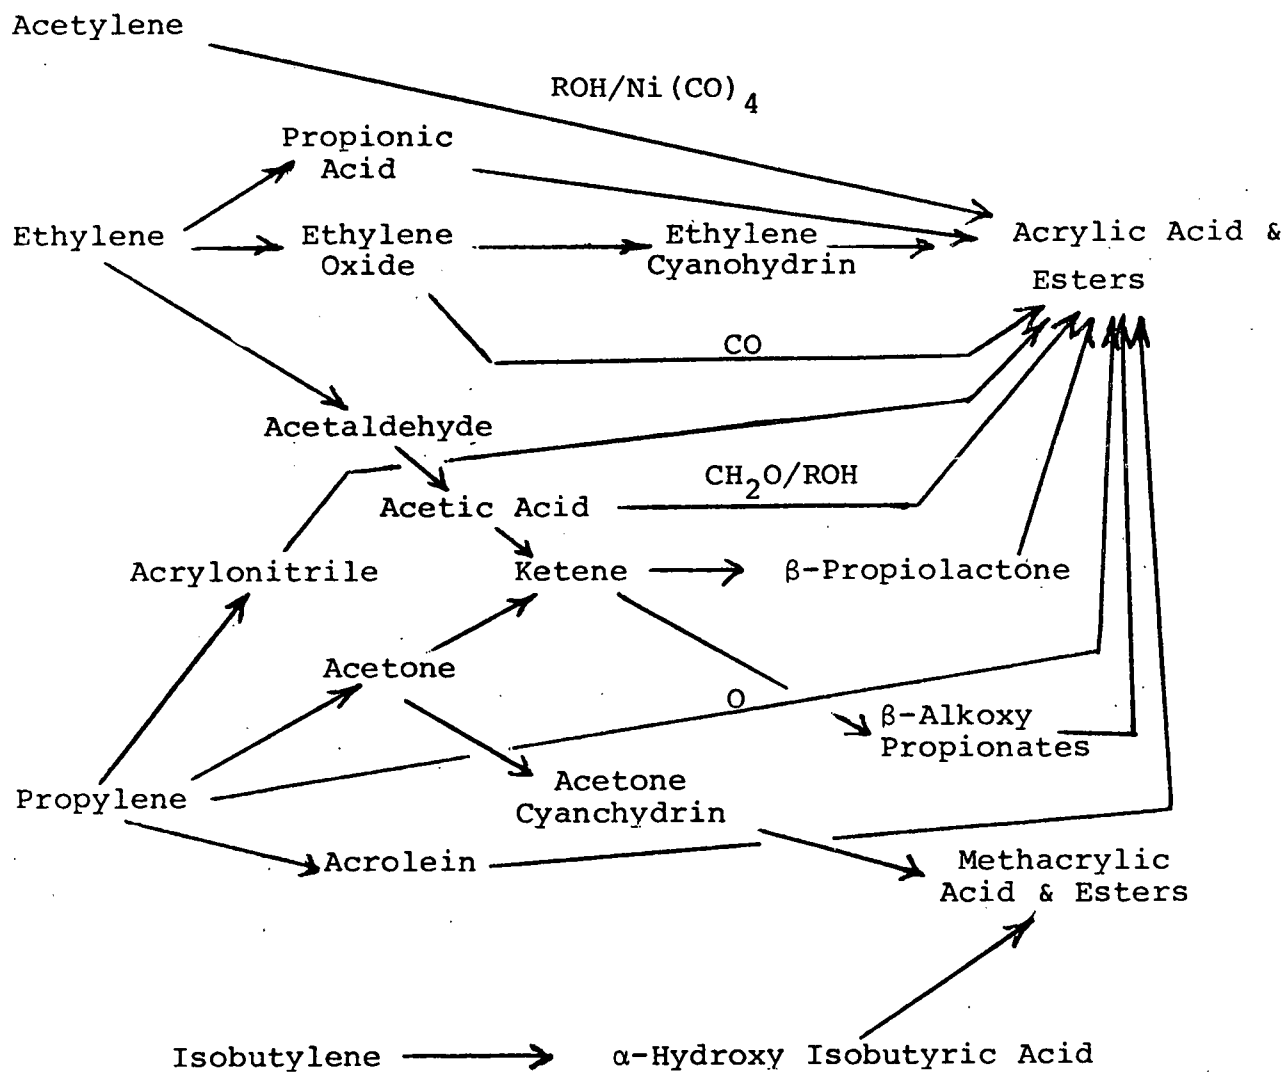 Acetylene
ROH/Ni(CO)4
Propionic
Acid
Ethylene
Ethylene
Oxide
Ethylene
Cyanohydrin
Acrylic Acid &
Esters
CO
Acetaldehyde
CH2O/ROH
Acetic Acid
Acrylonitrile
Ketene
β-Propiolactone
Acetone
O
β-Alkoxy
Propionates
Propylene
Acetone
Cyanchydrin
Acrolein
Methacrylic
Acid & Esters
Isobutylene
α-Hydroxy Isobutyric Acid